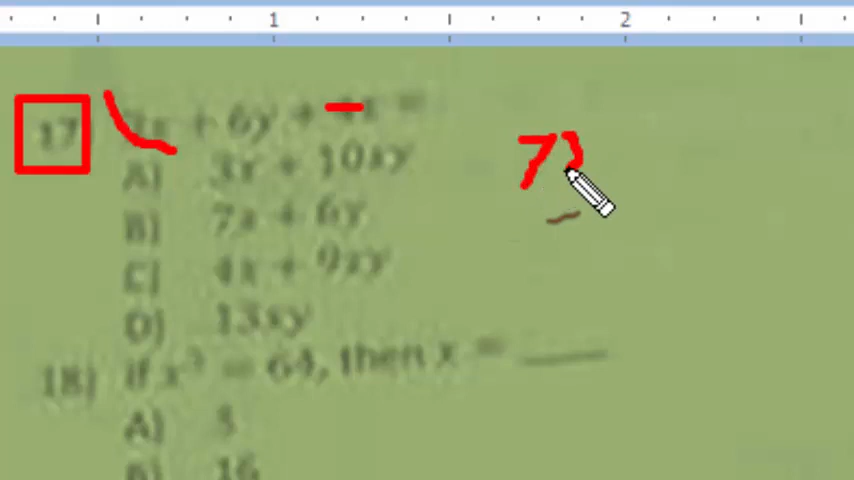 1 2
17) 3x + 6y + 4x =
A) 3x + 10xy
B) 7x + 6y
C) 4x + 9xy
D) 13xy
18) If x³ = 64, then x = ____
A) 5
B) 16
7